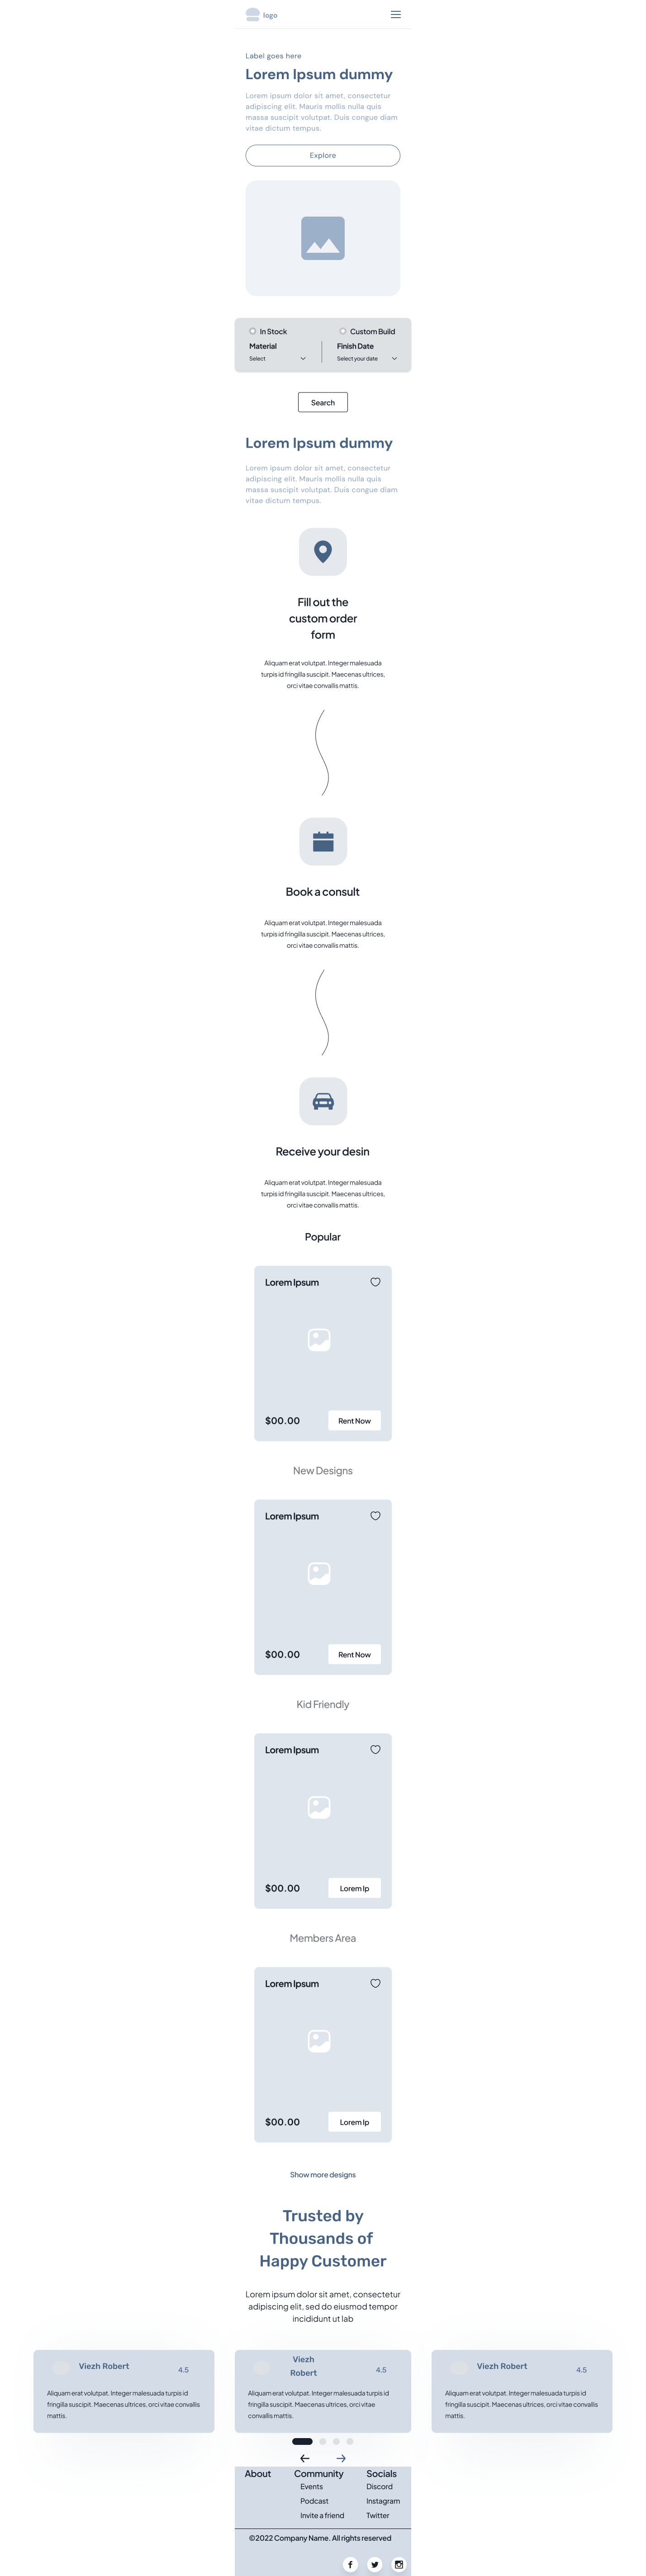 logo
Label goes here
Lorem Ipsum dummy
Lorem ipsum dolor sit amet, consectetur
adipiscing elit. Mauris mollis nulla quis
massa suscipit volutpat. Duis congue diam
vitae dictum tempus.
Explore
In Stock
Custom Build
Material
Finish Date
Select
Select your date
Search
Lorem Ipsum dummy
Lorem ipsum dolor sit amet, consectetur
adipiscing elit. Mauris mollis nulla quis
massa suscipit volutpat. Duis congue diam
vitae dictum tempus.
Fill out the
custom order
form
Aliquam erat volutpat. Integer malesuada
turpis id fringilla suscipit. Maecenas ultrices,
orci vitae convallis mattis.
Book a consult
Aliquam erat volutpat. Integer malesuada
turpis id fringilla suscipit. Maecenas ultrices,
orci vitae convallis mattis.
Receive your desin
Aliquam erat volutpat. Integer malesuada
turpis id fringilla suscipit. Maecenas ultrices,
orci vitae convallis mattis.
Popular
Lorem Ipsum
$00.00
Rent Now
New Designs
Lorem Ipsum
$00.00
Rent Now
Kid Friendly
Lorem Ipsum
$00.00
Lorem Ip
Members Area
Lorem Ipsum
$00.00
Lorem Ip
Show more designs
Trusted by
Thousands of
Happy Customer
Lorem ipsum dolor sit amet, consectetur
adipiscing elit, sed do eiusmod tempor
incididunt ut lab
Viezh Robert
4.5
Aliquam erat volutpat. Integer malesuada turpis id
fringilla suscipit. Maecenas ultrices, orci vitae convallis
mattis.
Viezh
Robert
4.5
Aliquam erat volutpat. Integer malesuada turpis id
fringilla suscipit. Maecenas ultrices, orci vitae
convallis mattis.
Viezh Robert
4.5
Aliquam erat volutpat. Integer malesuada turpis id
fringilla suscipit. Maecenas ultrices, orci vitae convallis
mattis.
About
Community
Events
Podcast
Invite a friend
Socials
Discord
Instagram
Twitter
©2022 Company Name. All rights reserved